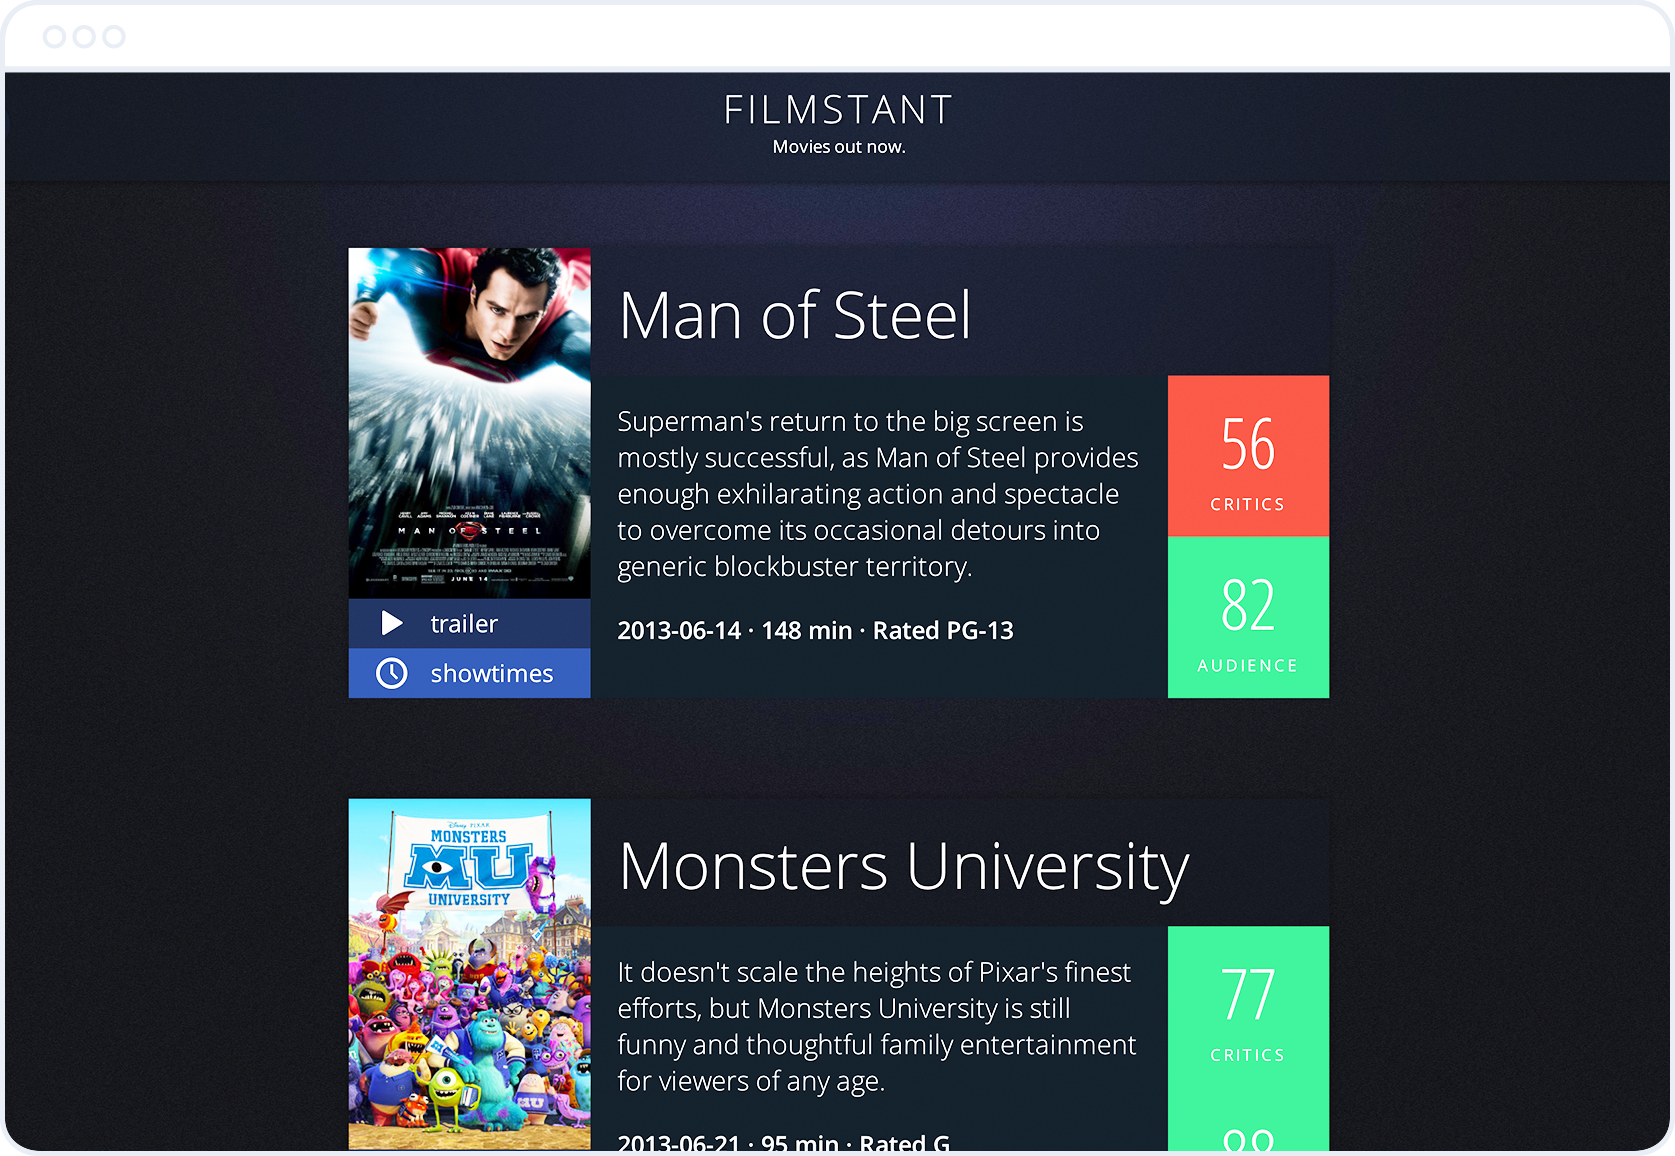 FILMSTANT
Movies out now.
Man of Steel
Superman's return to the big screen is
mostly successful, as Man of Steel provides
enough exhilarating action and spectacle
to overcome its occasional detours into
generic blockbuster territory.
2013-06-14 · 148 min · Rated PG-13
56
CRITICS
82
AUDIENCE
MAN OF STEEL
JUNE 14
trailer
showtimes
Disney PIXAR
MONSTERS
MU
UNIVERSITY
MU
Monsters University
It doesn't scale the heights of Pixar's finest
efforts, but Monsters University is still
funny and thoughtful family entertainment
for viewers of any age.
2013-06-21 · 95 min · Rated G
77
CRITICS